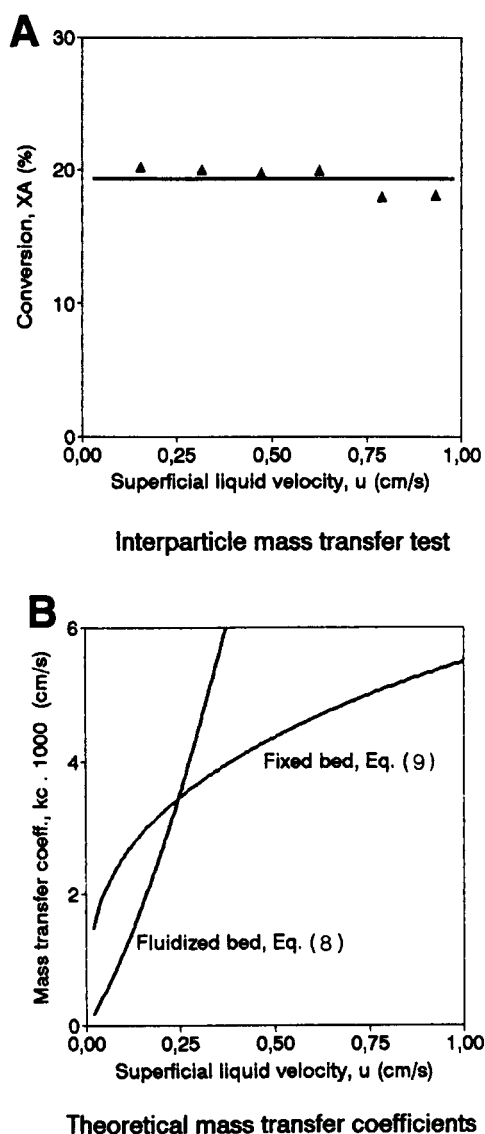 A
30
20
10
0
Conversion, XA (%)
0,00 0,25 0,50 0,75 1,00
Superficial liquid velocity, u (cm/s)
Interparticle mass transfer test
B
6
4
2
0
Mass transfer coeff., kc . 1000 (cm/s)
Fixed bed, Eq. (9)
Fluidized bed, Eq. (8)
0,00 0,25 0,50 0,75 1,00
Superficial liquid velocity, u (cm/s)
Theoretical mass transfer coefficients